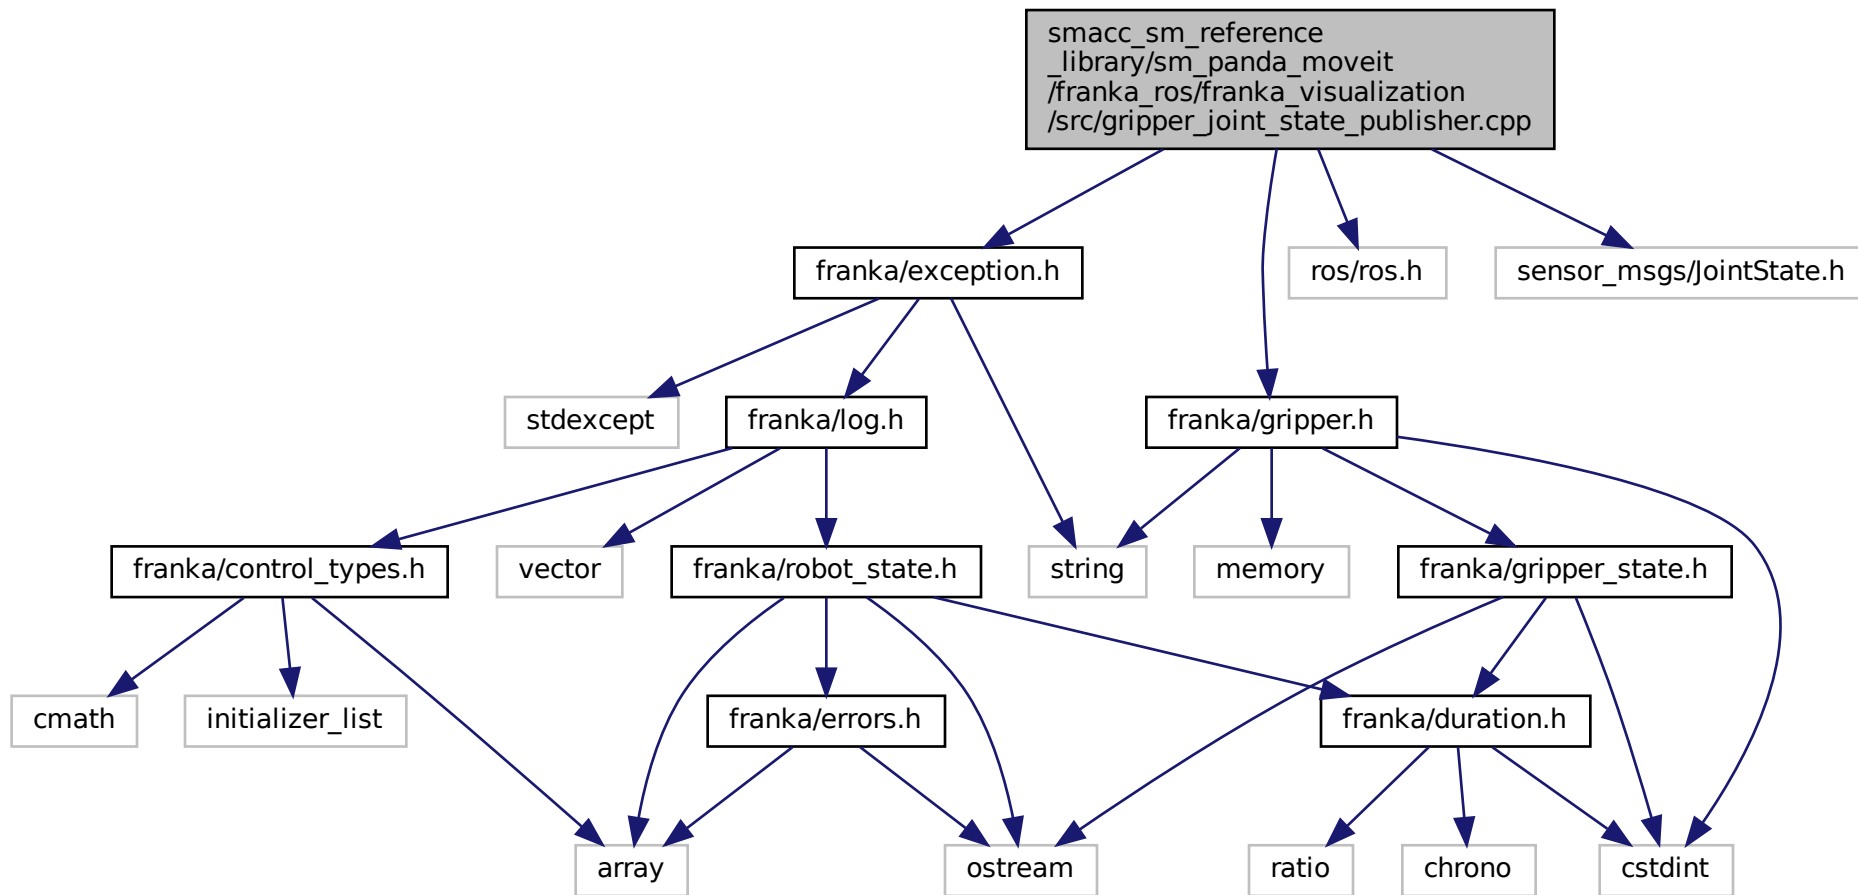 smacc_sm_reference
_library/sm_panda_moveit
/franka_ros/franka_visualization
/src/gripper_joint_state_publisher.cpp
franka/exception.h
ros/ros.h
sensor_msgs/JointState.h
stdexcept
franka/log.h
franka/gripper.h
franka/control_types.h
vector
franka/robot_state.h
string
memory
franka/gripper_state.h
cmath
initializer_list
franka/errors.h
franka/duration.h
array
ostream
ratio
chrono
cstdint